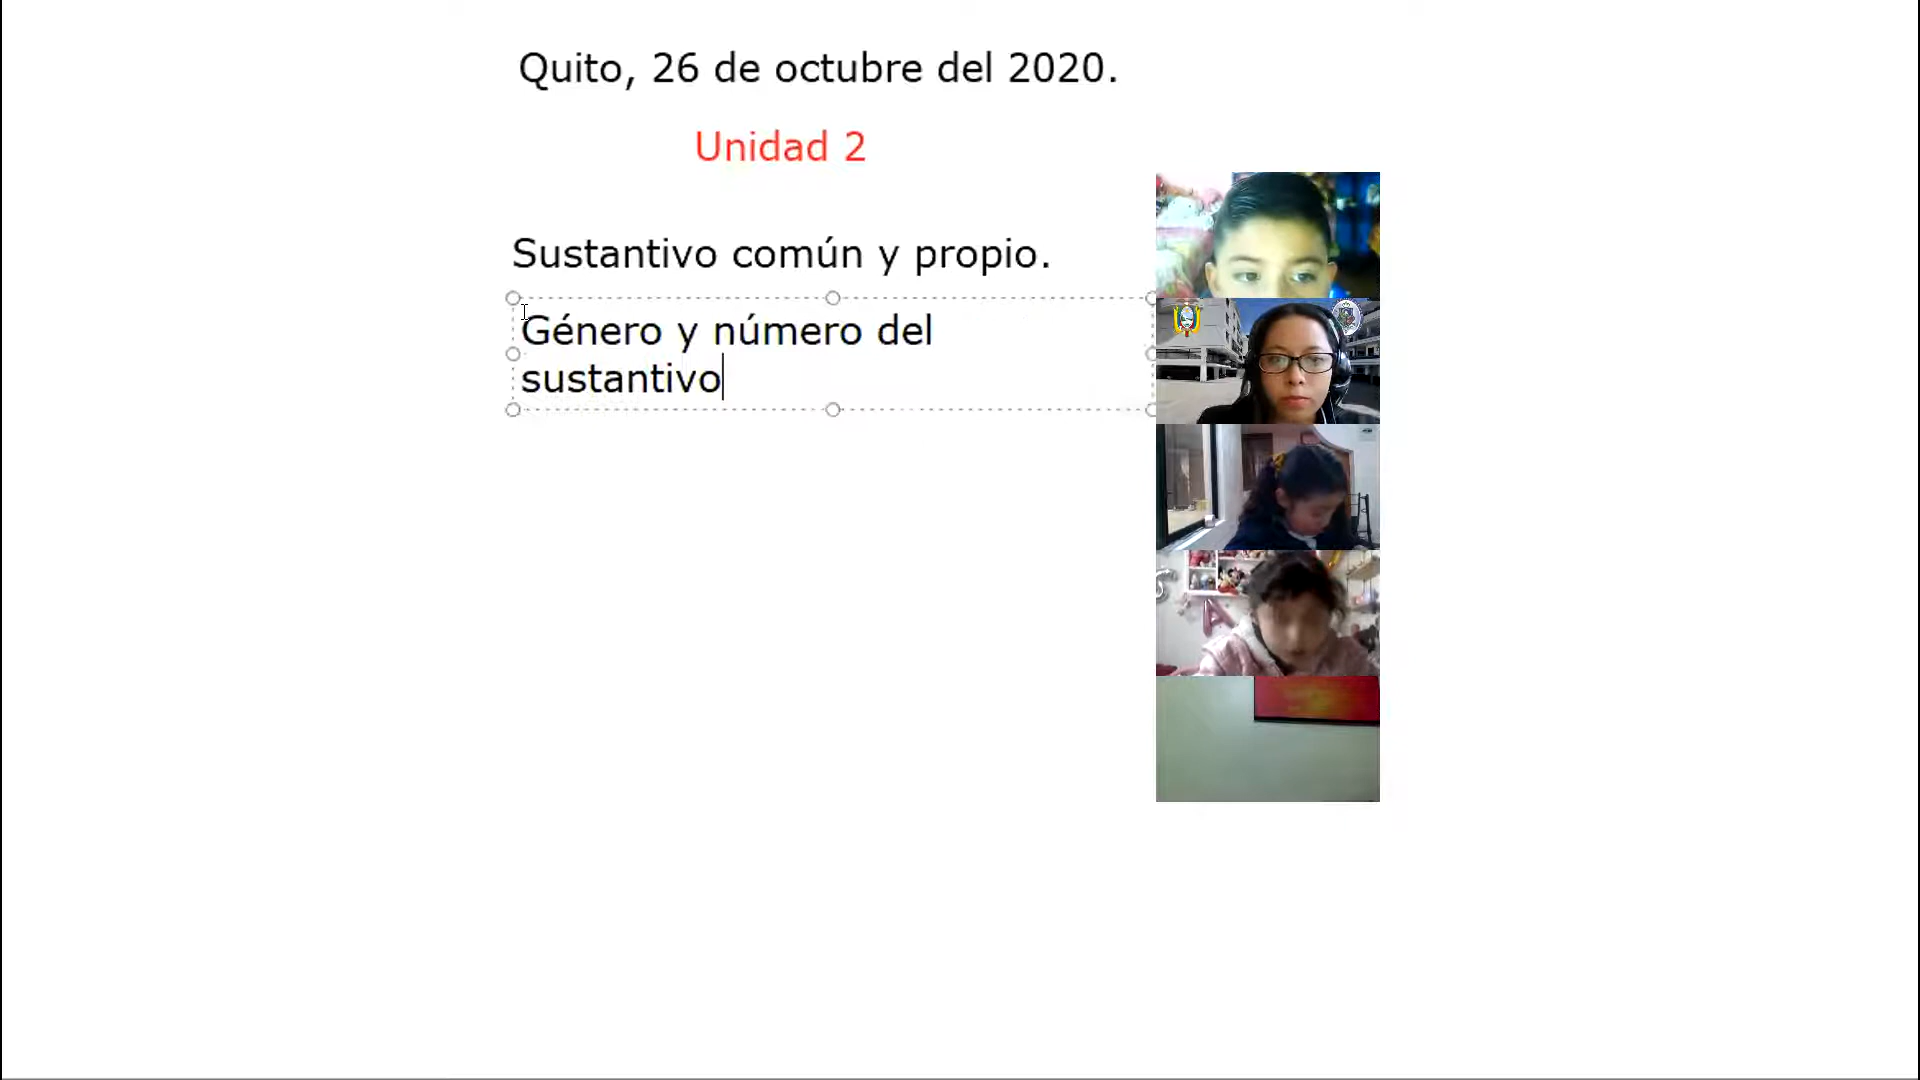 Quito, 26 de octubre del 2020.
Unidad 2
Sustantivo común y propio.
Género y número del
sustantivo